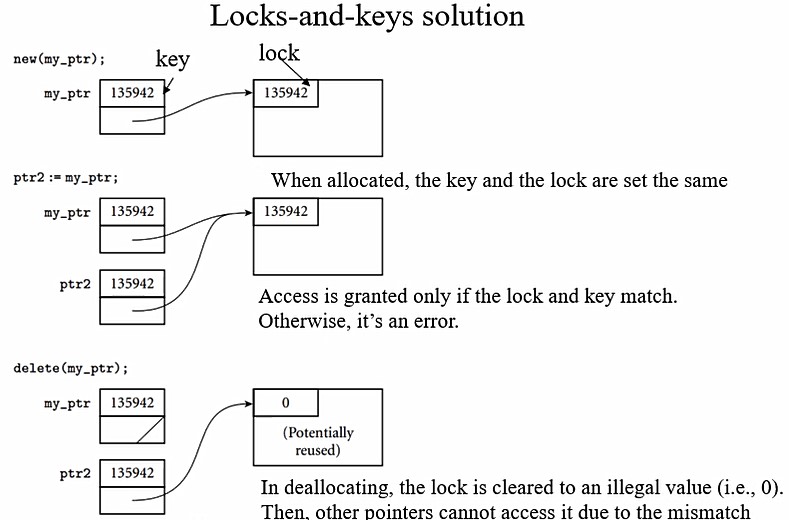 Locks-and-keys solution
new(my_ptr);
key
lock
my_ptr
135942
135942
ptr2 := my_ptr;
When allocated, the key and the lock are set the same
my_ptr
135942
135942
ptr2
135942
Access is granted only if the lock and key match.
Otherwise, it's an error.
delete(my_ptr);
my_ptr
135942
0
(Potentially
reused)
ptr2
135942
In deallocating, the lock is cleared to an illegal value (i.e., 0).
Then, other pointers cannot access it due to the mismatch